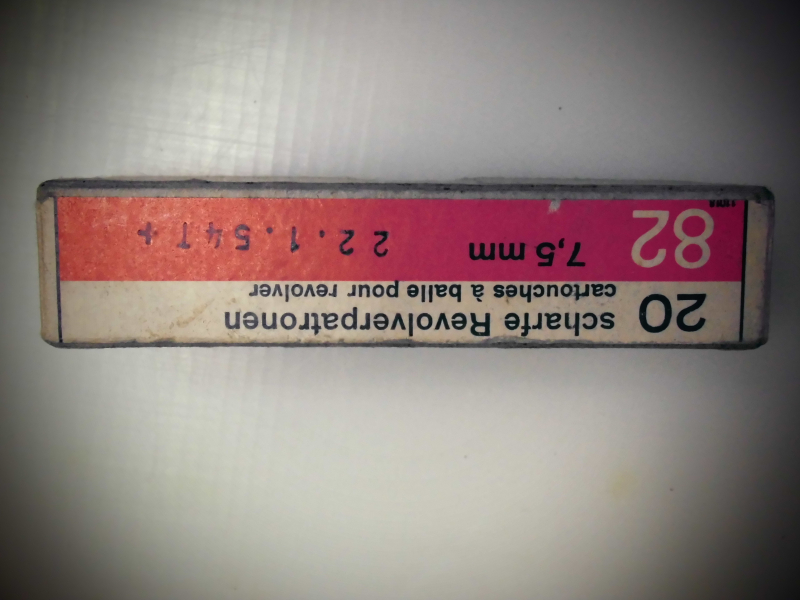 20 scharfe Revolverpatronen
cartouches à balle pour revolver
82 7,5 mm 22.1.54T+